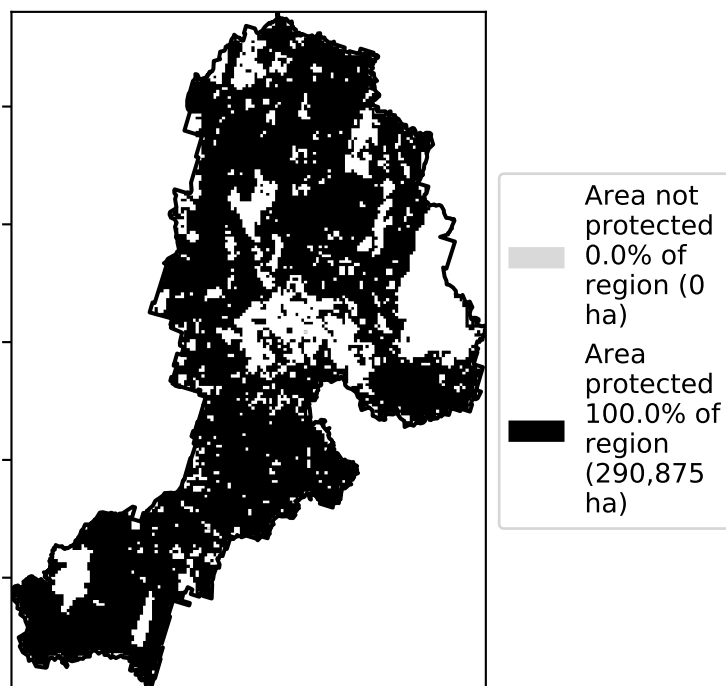 Area not
protected
0.0% of
region (0
ha)
Area
protected
100.0% of
region
(290,875
ha)